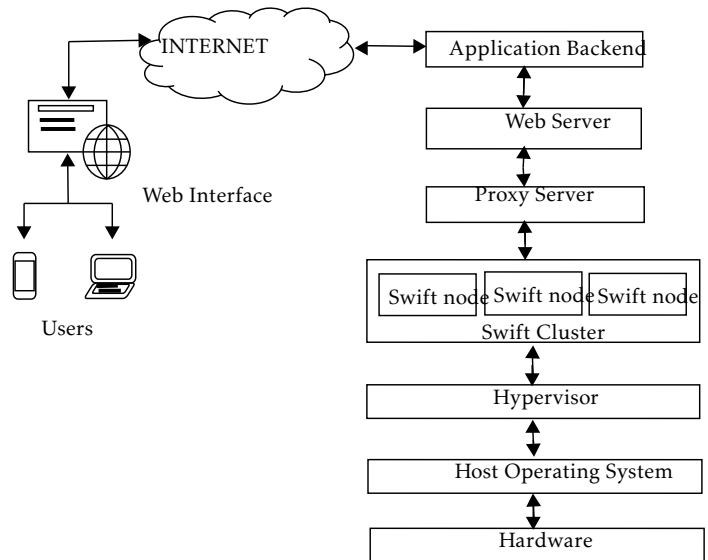 INTERNET
Application Backend
Web Server
Web Interface
Proxy Server
Swift node
Swift node
Swift node
Swift Cluster
Users
Hypervisor
Host Operating System
Hardware